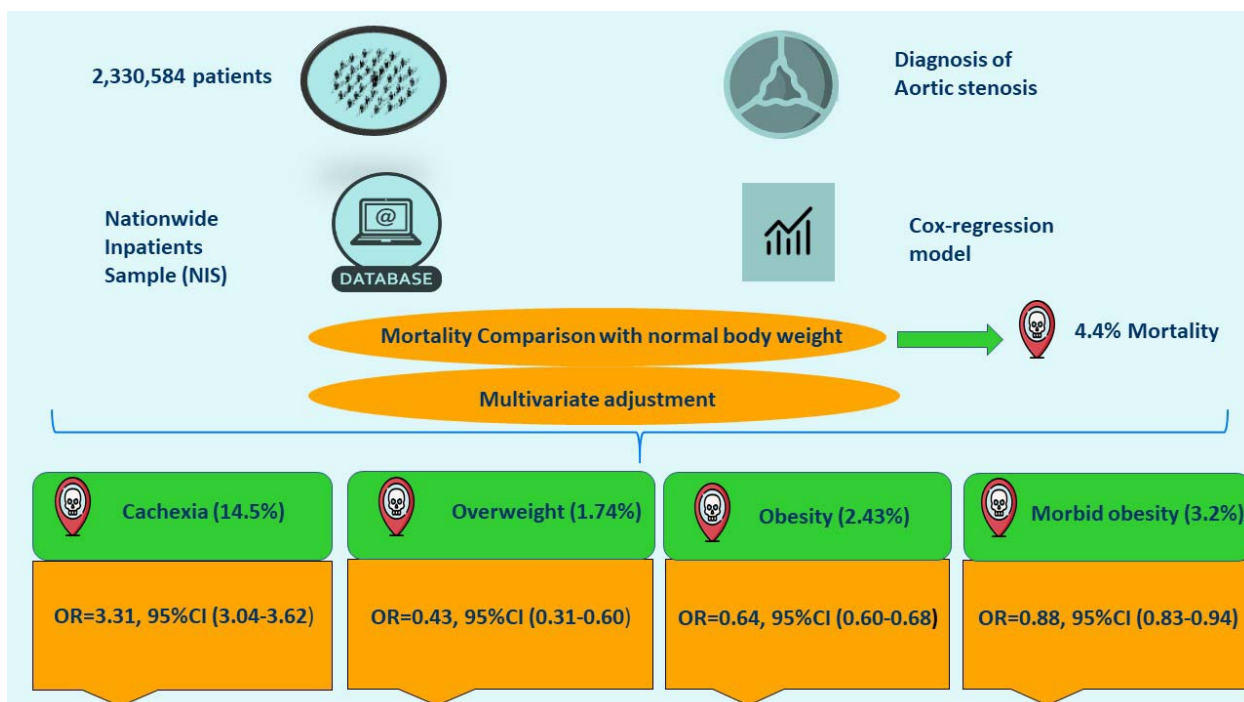 2,330,584 patients
Diagnosis of
Aortic stenosis
Nationwide
Inpatients
Sample (NIS)
@
DATABASE
Cox-regression
model
Mortality Comparison with normal body weight
4.4% Mortality
Multivariate adjustment
Cachexia (14.5%)
Overweight (1.74%)
Obesity (2.43%)
Morbid obesity (3.2%)
OR=3.31, 95%CI (3.04-3.62)
OR=0.43, 95%CI (0.31-0.60)
OR=0.64, 95%CI (0.60-0.68)
OR=0.88, 95%CI (0.83-0.94)